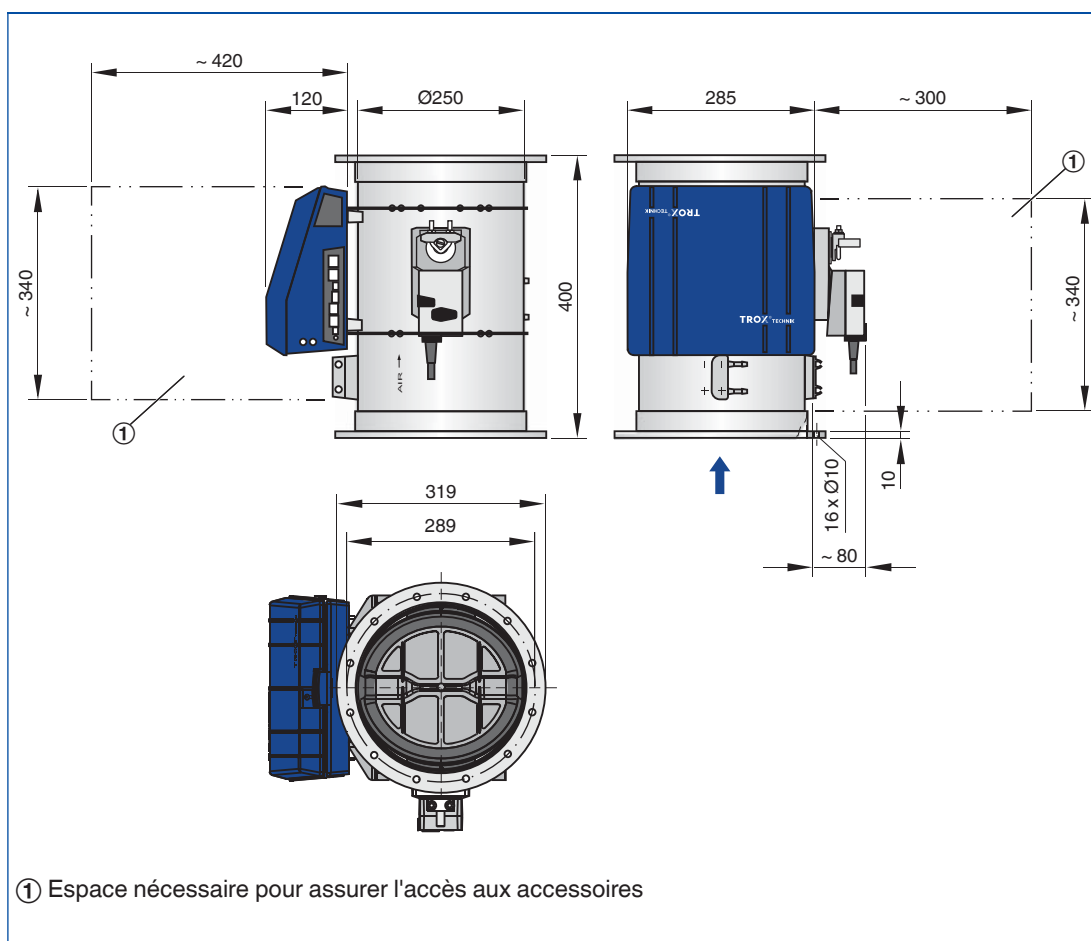 ~ 420
120
Ø250
285
~ 300
①
TROX® TECHNIK
~ 340
400
~ 340
TROX® TECHNIK
AIR →
①
16 x Ø10
10
~ 80
319
289
① Espace nécessaire pour assurer l'accès aux accessoires